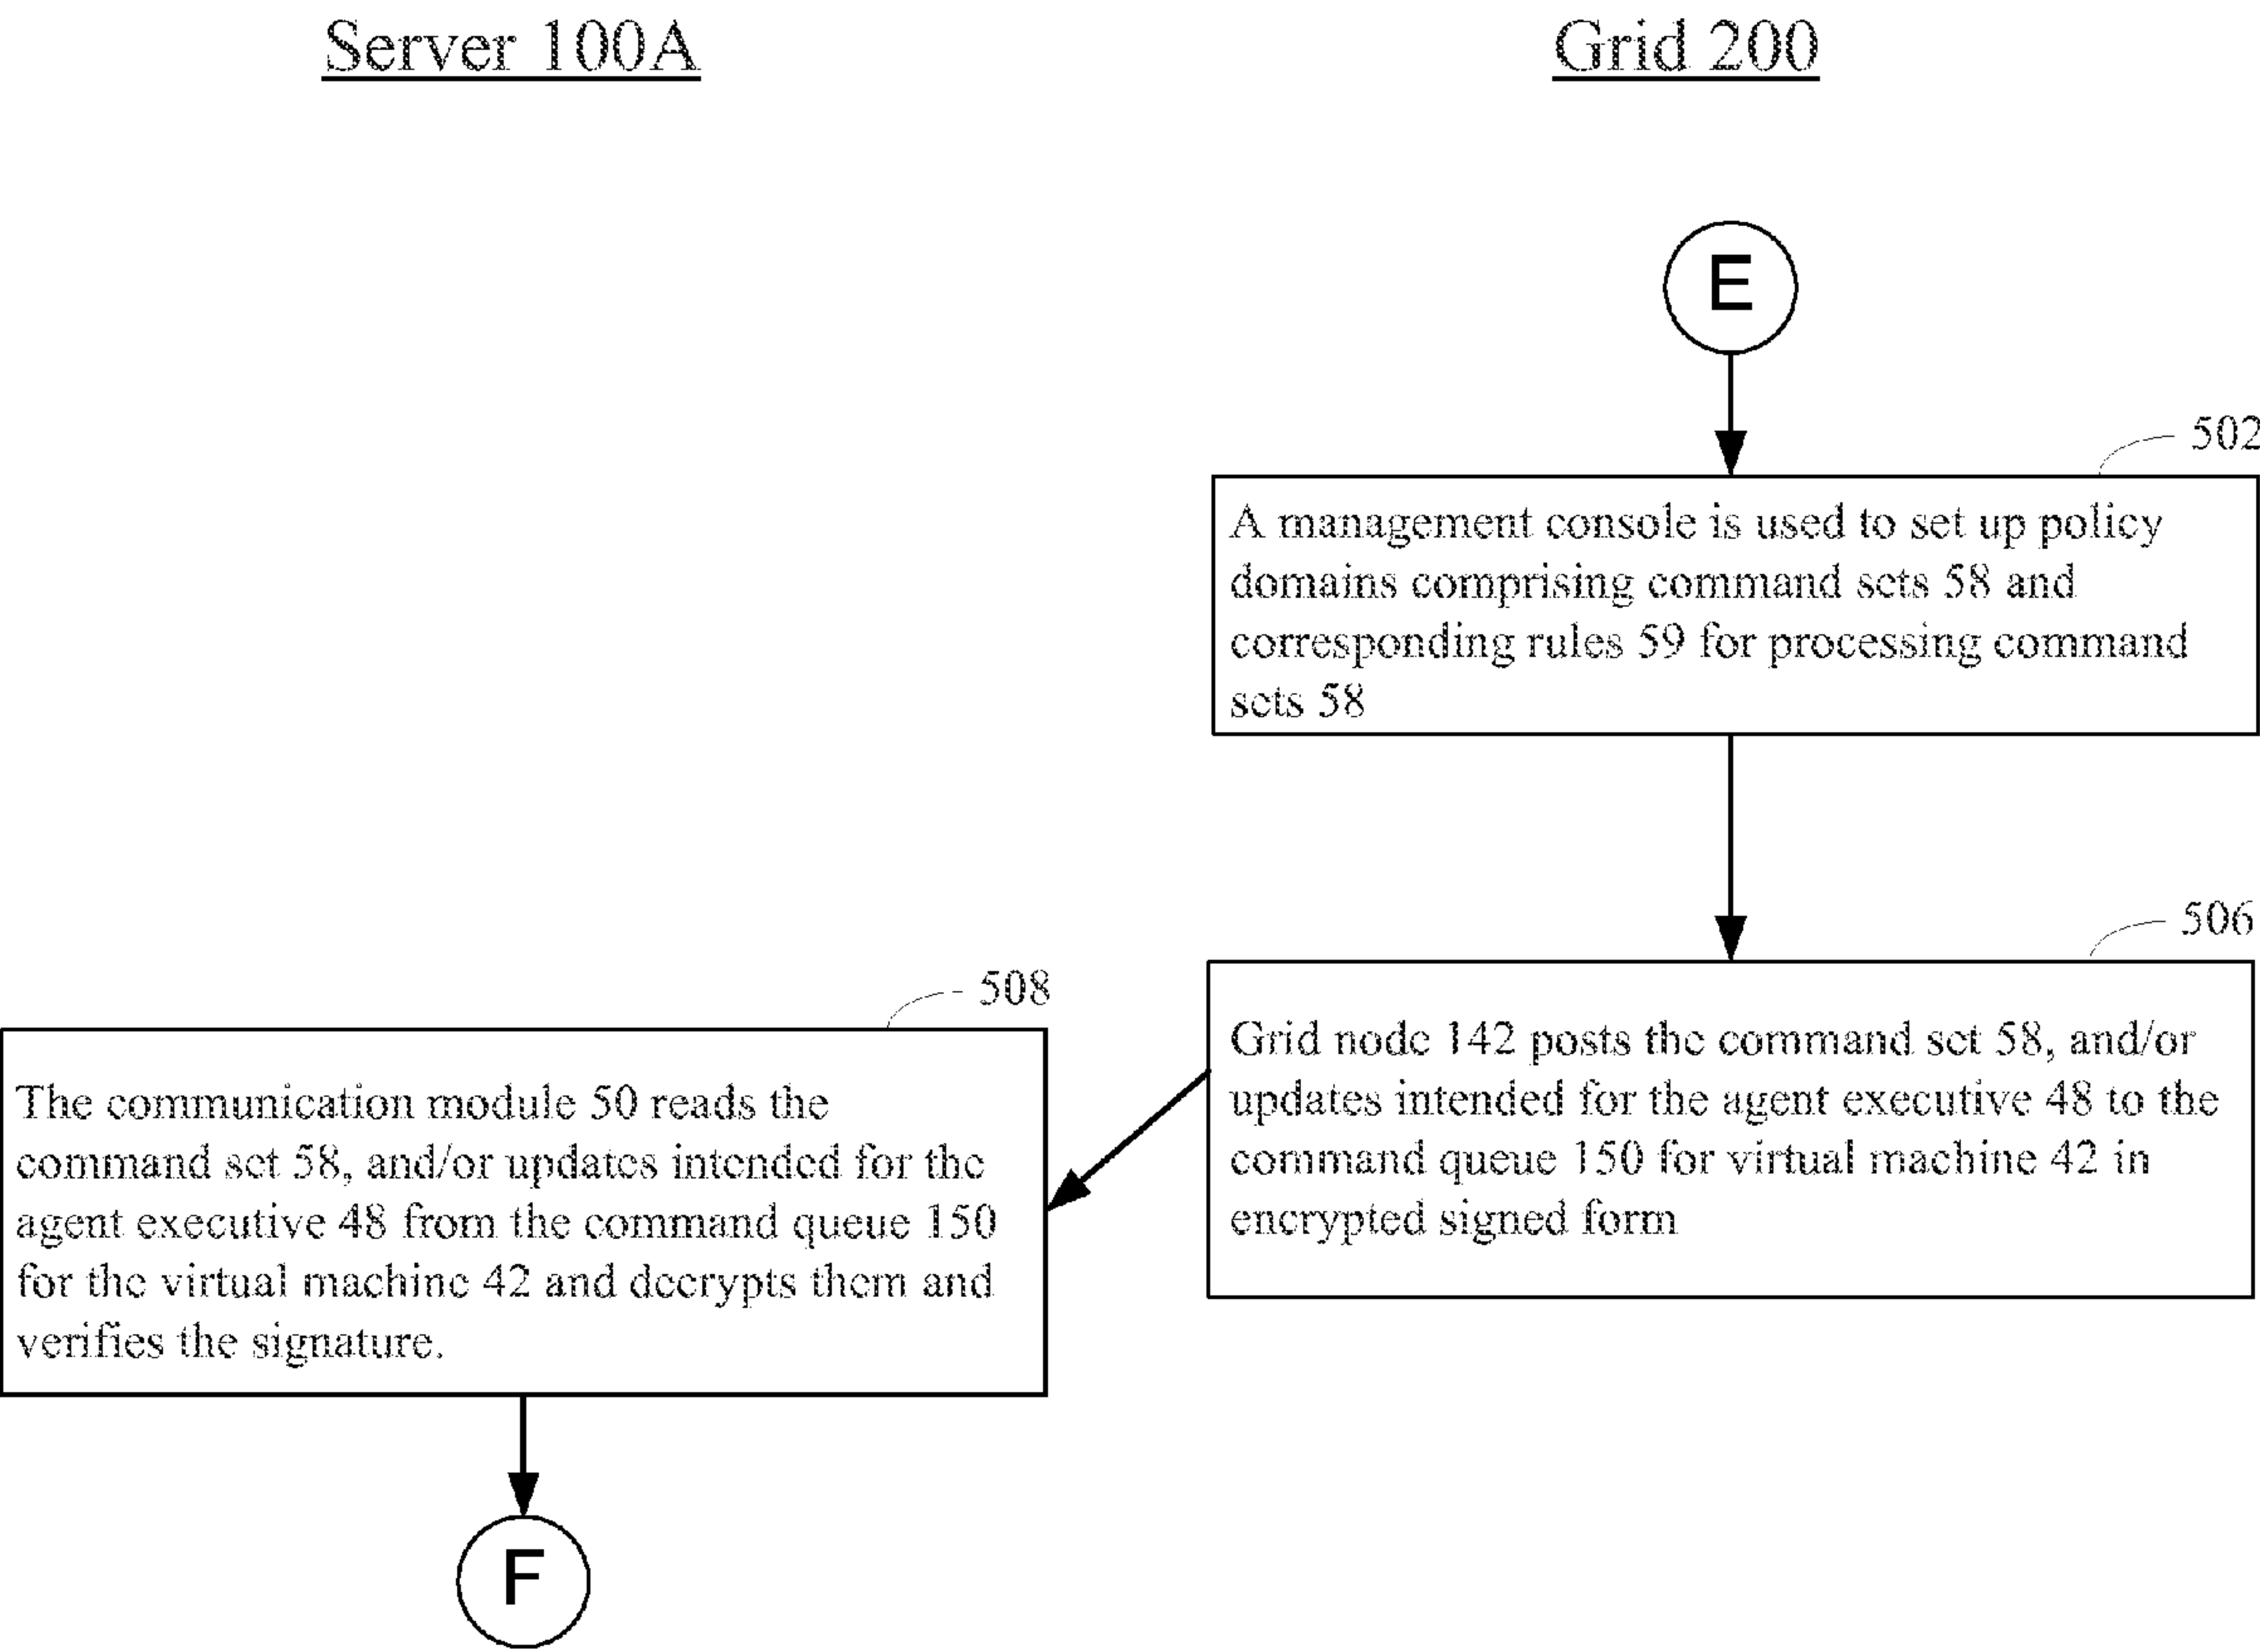 Server 100A
Grid 200
E
502
A management console is used to set up policy
domains comprising command sets 58 and
corresponding rules 59 for processing command
sets 58
506
Grid node 142 posts the command set 58, and/or
updates intended for the agent executive 48 to the
command queue 150 for virtual machine 42 in
encrypted signed form
508
The communication module 50 reads the
command set 58, and/or updates intended for the
agent executive 48 from the command queue 150
for the virtual machine 42 and decrypts them and
verifies the signature.
F